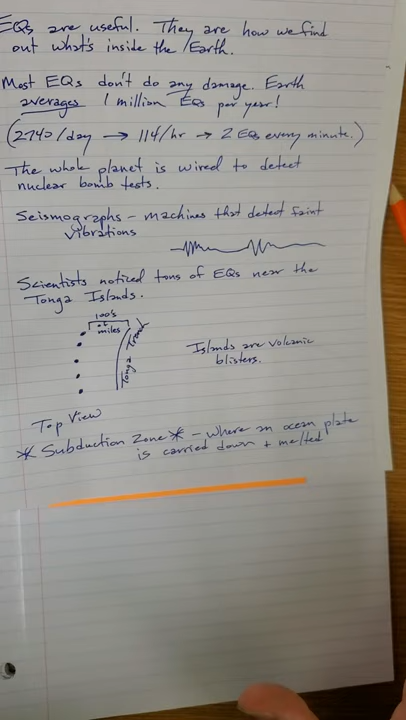 EQs are useful. They are how we find
out what's inside the Earth.
Most EQs don't do any damage. Earth
averages 1 million EQs per year!
(2740/day → 114/hr → 2 EQs every minute.)
The whole planet is wired to detect
nuclear bomb tests.
Seismographs - machines that detect faint
vibrations
Scientists noticed tons of EQs near the
Tonga Islands.
100's
of
miles
Tonga Trench
Islands are volcanic
blisters.
Top View
* Subduction Zone * - where an ocean plate
is carried down + melted